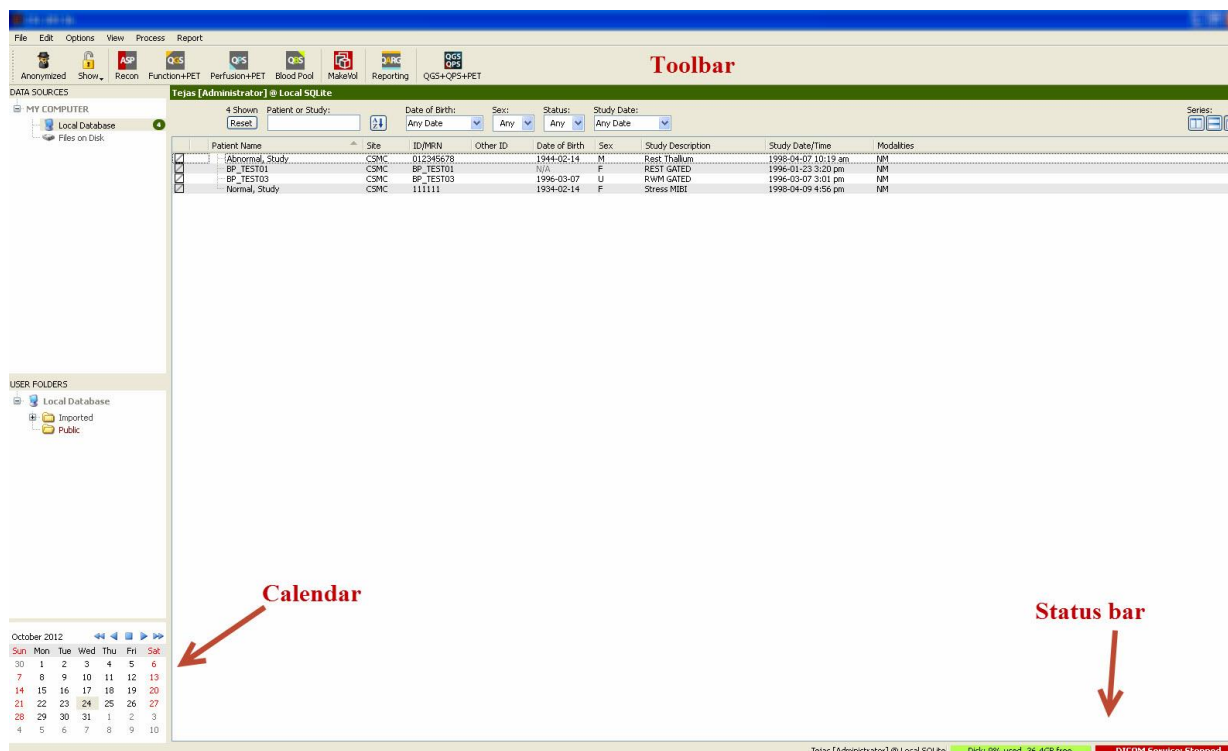 File Edit Options View Process Report
Anonymized Show ASP Recon QGS Function+PET QPS Perfusion+PET QBS Blood Pool MakeVol QARG Reporting QGS QPS QGS+QPS+PET Toolbar
DATA SOURCES Tejas [Administrator] @ Local SQLite
MY COMPUTER
Local Database 4
Files on Disk
4 Shown Patient or Study: Date of Birth: Sex: Status: Study Date: Series:
Reset Any Date Any Any Any Date
Patient Name Site ID/MRN Other ID Date of Birth Sex Study Description Study Date/Time Modalities
Abnormal, Study CSMC 012345678 1944-02-14 M Rest Thallium 1998-04-07 10:19 am NM
BP_TEST01 CSMC BP_TEST01 N/A F REST GATED 1996-01-23 3:20 pm NM
BP_TEST03 CSMC BP_TEST03 1996-03-07 U RWM GATED 1996-03-07 3:01 pm NM
Normal, Study CSMC 111111 1934-02-14 F Stress MIBI 1998-04-09 4:56 pm NM
USER FOLDERS
Local Database
Imported
Public
Calendar
Status bar
October 2012
Sun Mon Tue Wed Thu Fri Sat
30 1 2 3 4 5 6
7 8 9 10 11 12 13
14 15 16 17 18 19 20
21 22 23 24 25 26 27
28 29 30 31 1 2 3
4 5 6 7 8 9 10
Tejas [Administrator] @ Local SQLite Disk: 9% used, 36.4GB free DICOM Service: Stopped